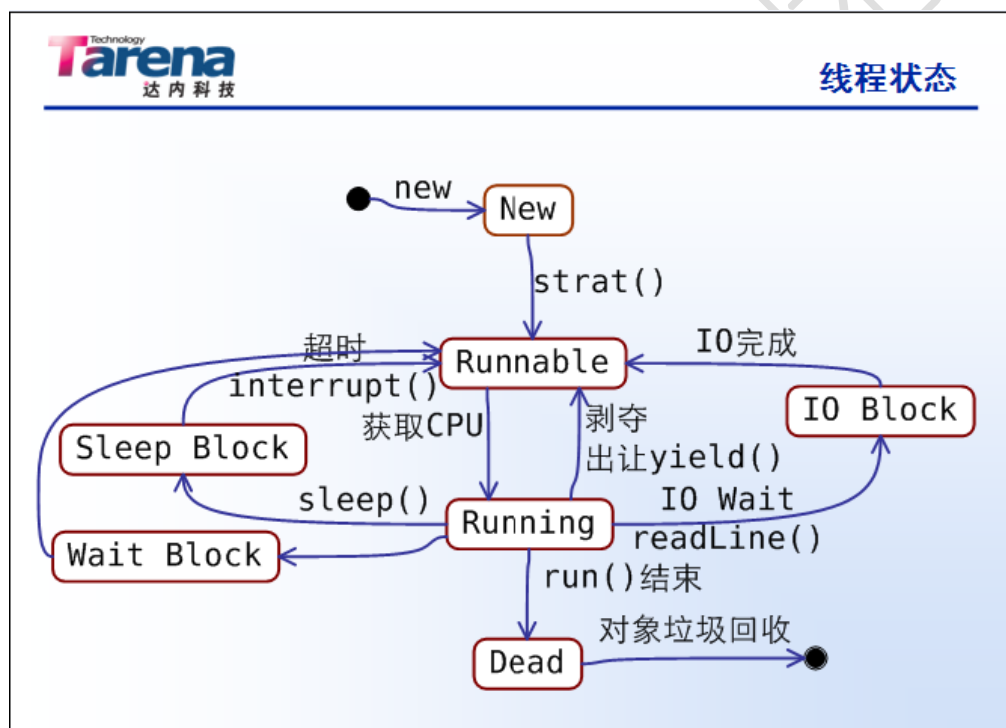 Technology
Tarena
达内科技
线程状态
new
New
strat()
超时
Runnable
IO完成
interrupt()
获取CPU
剥夺
IO Block
Sleep Block
出让yield()
sleep()
IO Wait
Running
Wait Block
readLine()
run()结束
对象垃圾回收
Dead